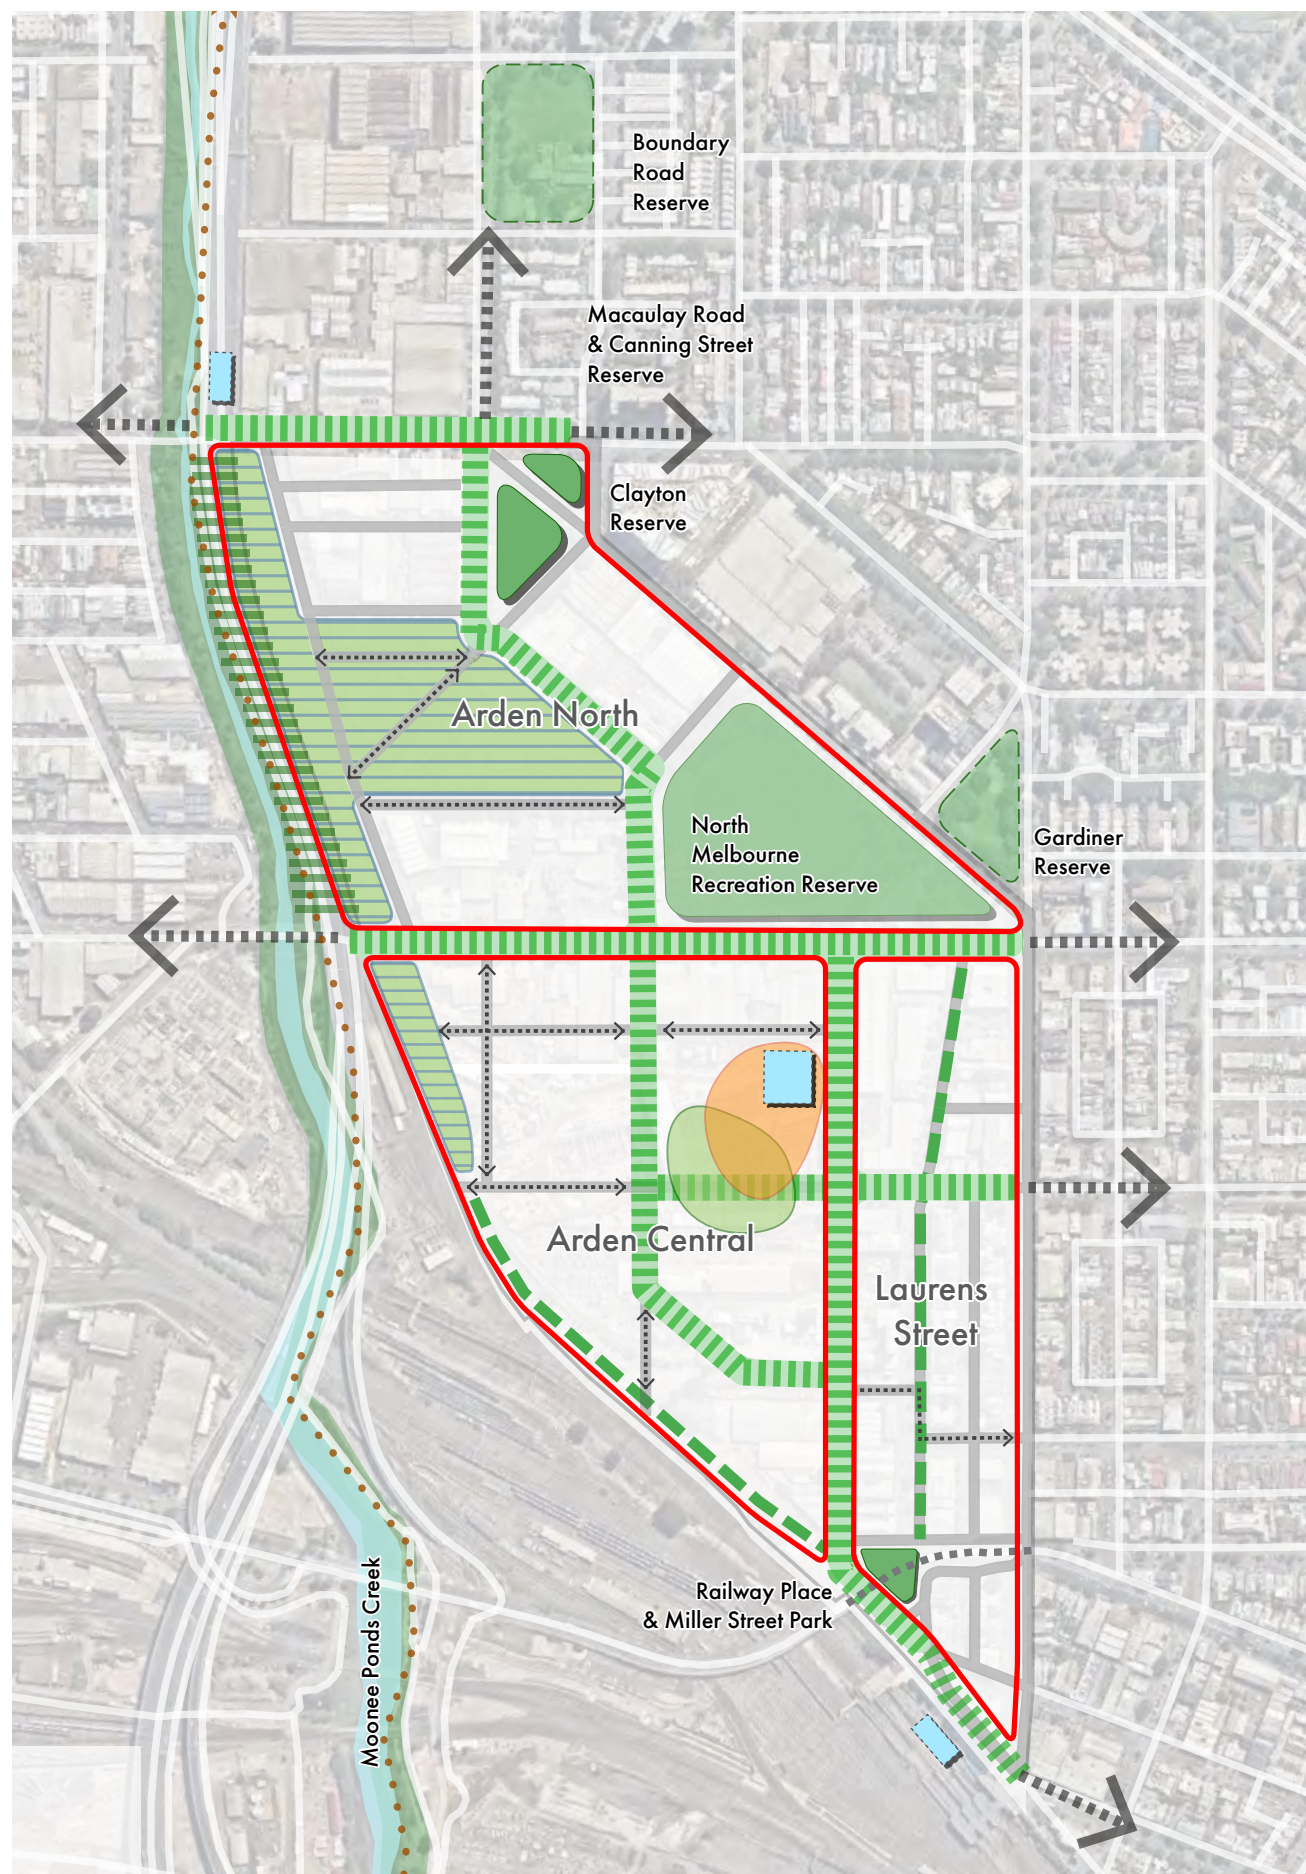 Boundary
Road
Reserve
Macaulay Road
& Canning Street
Reserve
Clayton
Reserve
Arden North
North
Melbourne
Recreation Reserve
Gardiner
Reserve
Arden Central
Laurens
Street
Railway Place
& Miller Street Park
Moonee Ponds Creek